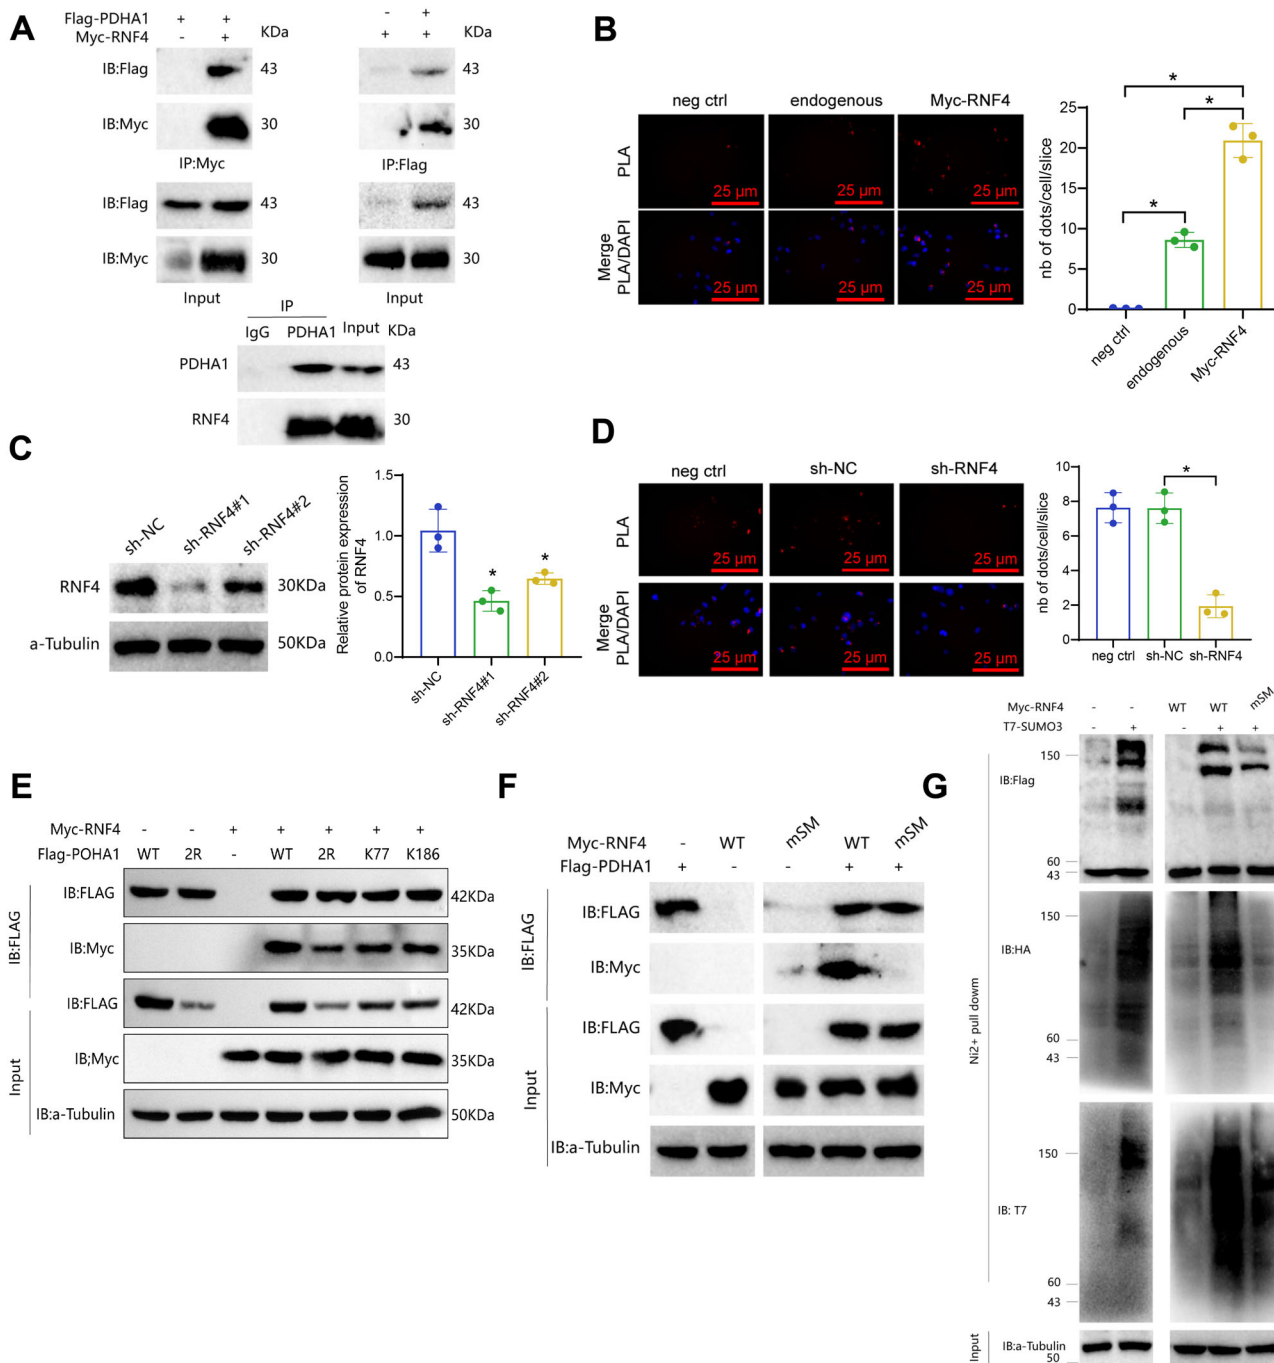 A
Flag-PDHA1 + +
Myc-RNF4 - + KDa
IB:Flag 43
IB:Myc 30
IP:Myc
IB:Flag 43
IB:Myc 30
Input
- +
+ + KDa
43
30
IP:Flag
43
30
Input
IP
IgG PDHA1 Input KDa
PDHA1 43
RNF4 30
B
neg ctrl endogenous Myc-RNF4
PLA
25 μm 25 μm 25 μm
Merge
PLA/DAPI
25 μm 25 μm 25 μm
nb of dots/cell/slice
25
20
15
10
5
0
* * *
neg ctrl endogenous Myc-RNF4
C
sh-NC sh-RNF4#1 sh-RNF4#2
RNF4 30KDa
a-Tubulin 50KDa
Relative protein expression
of RNF4
1.5
1.0
0.5
0.0
* *
sh-NC sh-RNF4#1 sh-RNF4#2
D
neg ctrl sh-NC sh-RNF4
PLA
25 μm 25 μm 25 μm
Merge
PLA/DAPI
25 μm 25 μm 25 μm
nb of dots/cell/slice
10
8
6
4
2
0
*
neg ctrl sh-NC sh-RNF4
E
Myc-RNF4 - - + + + + +
Flag-POHA1 WT 2R - WT 2R K77 K186
IB:FLAG
IB:FLAG 42KDa
IB:Myc 35KDa
Input
IB:FLAG 42KDa
IB;Myc 35KDa
IB:a-Tubulin 50KDa
F
Myc-RNF4 - WT mSM WT mSM
Flag-PDHA1 + - - + +
IB:FLAG
IB:FLAG
IB:Myc
Input
IB:FLAG
IB:Myc
IB:a-Tubulin
G
Myc-RNF4 - - WT WT mSM
T7-SUMO3 - + - + +
Ni2+ pull dowm
150
IB:Flag
60
43
150
IB:HA
60
43
150
IB: T7
60
43
Input
IB:a-Tubulin
50